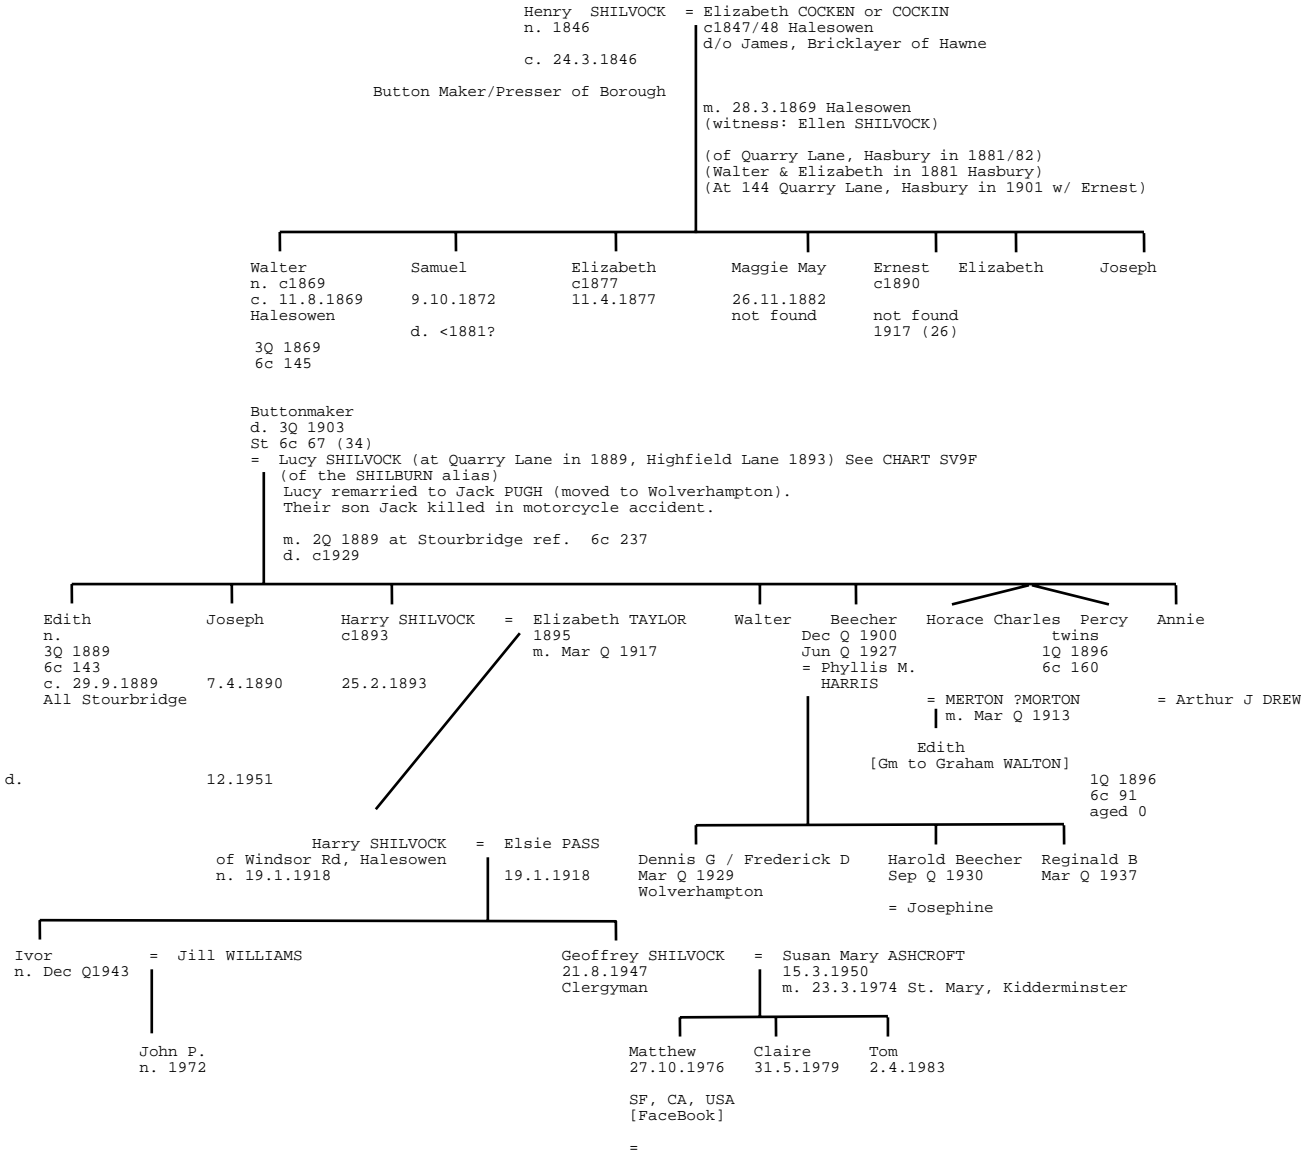 Henry SHILVOCK = Elizabeth COCKEN or COCKIN
n. 1846 c1847/48 Halesowen
d/o James, Bricklayer of Hawne
c. 24.3.1846
Button Maker/Presser of Borough
m. 28.3.1869 Halesowen
(witness: Ellen SHILVOCK)
(of Quarry Lane, Hasbury in 1881/82)
(Walter & Elizabeth in 1881 Hasbury)
(At 144 Quarry Lane, Hasbury in 1901 w/ Ernest)
Walter Samuel Elizabeth Maggie May Ernest Elizabeth Joseph
n. c1869 c1877 c1890
c. 11.8.1869 9.10.1872 11.4.1877 26.11.1882
Halesowen not found not found
d. <1881? 1917 (26)
3Q 1869
6c 145
Buttonmaker
d. 3Q 1903
St 6c 67 (34)
= Lucy SHILVOCK (at Quarry Lane in 1889, Highfield Lane 1893) See CHART SV9F
(of the SHILBURN alias)
Lucy remarried to Jack PUGH (moved to Wolverhampton).
Their son Jack killed in motorcycle accident.
m. 2Q 1889 at Stourbridge ref. 6c 237
d. c1929
Edith Joseph Harry SHILVOCK = Elizabeth TAYLOR Walter Beecher Horace Charles Percy Annie
n. c1893 1895 Dec Q 1900 twins
3Q 1889 m. Mar Q 1917 Jun Q 1927 1Q 1896
6c 143 = Phyllis M. 6c 160
c. 29.9.1889 7.4.1890 25.2.1893 HARRIS
All Stourbridge = MERTON ?MORTON = Arthur J DREW
m. Mar Q 1913
Edith
[Gm to Graham WALTON]
d. 12.1951 1Q 1896
6c 91
aged 0
Harry SHILVOCK = Elsie PASS
of Windsor Rd, Halesowen Dennis G / Frederick D Harold Beecher Reginald B
n. 19.1.1918 19.1.1918 Mar Q 1929 Sep Q 1930 Mar Q 1937
Wolverhampton
= Josephine
Ivor = Jill WILLIAMS Geoffrey SHILVOCK = Susan Mary ASHCROFT
n. Dec Q1943 21.8.1947 15.3.1950
Clergyman m. 23.3.1974 St. Mary, Kidderminster
John P. Matthew Claire Tom
n. 1972 27.10.1976 31.5.1979 2.4.1983
SF, CA, USA
[FaceBook]
=